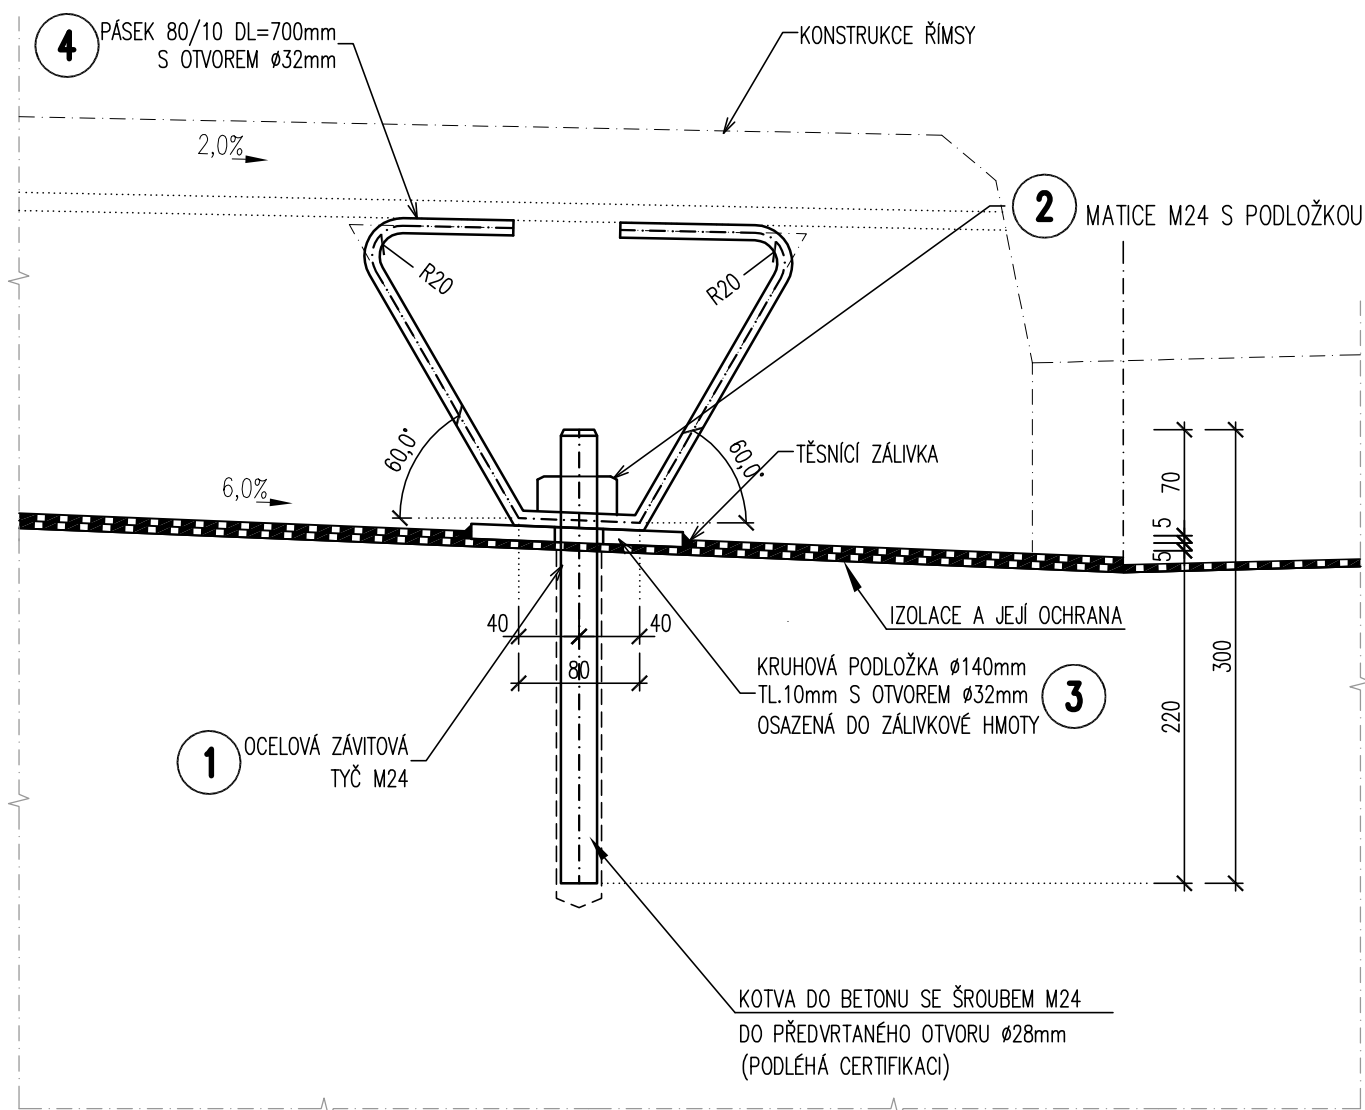 4
PÁSEK 80/10 DL=700mm
S OTVOREM ø32mm
KONSTRUKCE ŘÍMSY
2,0%
2
MATICE M24 S PODLOŽKOU
R20
R20
60,0°
60,0°
TĚSNÍCÍ ZÁLIVKA
6,0%
70
5
5
IZOLACE A JEJÍ OCHRANA
40
40
80
300
220
KRUHOVÁ PODLOŽKA ø140mm
TL.10mm S OTVOREM ø32mm
OSAZENÁ DO ZÁLIVKOVÉ HMOTY
3
1
OCELOVÁ ZÁVITOVÁ
TYČ M24
KOTVA DO BETONU SE ŠROUBEM M24
DO PŘEDVRTANÉHO OTVORU ø28mm
(PODLÉHÁ CERTIFIKACI)